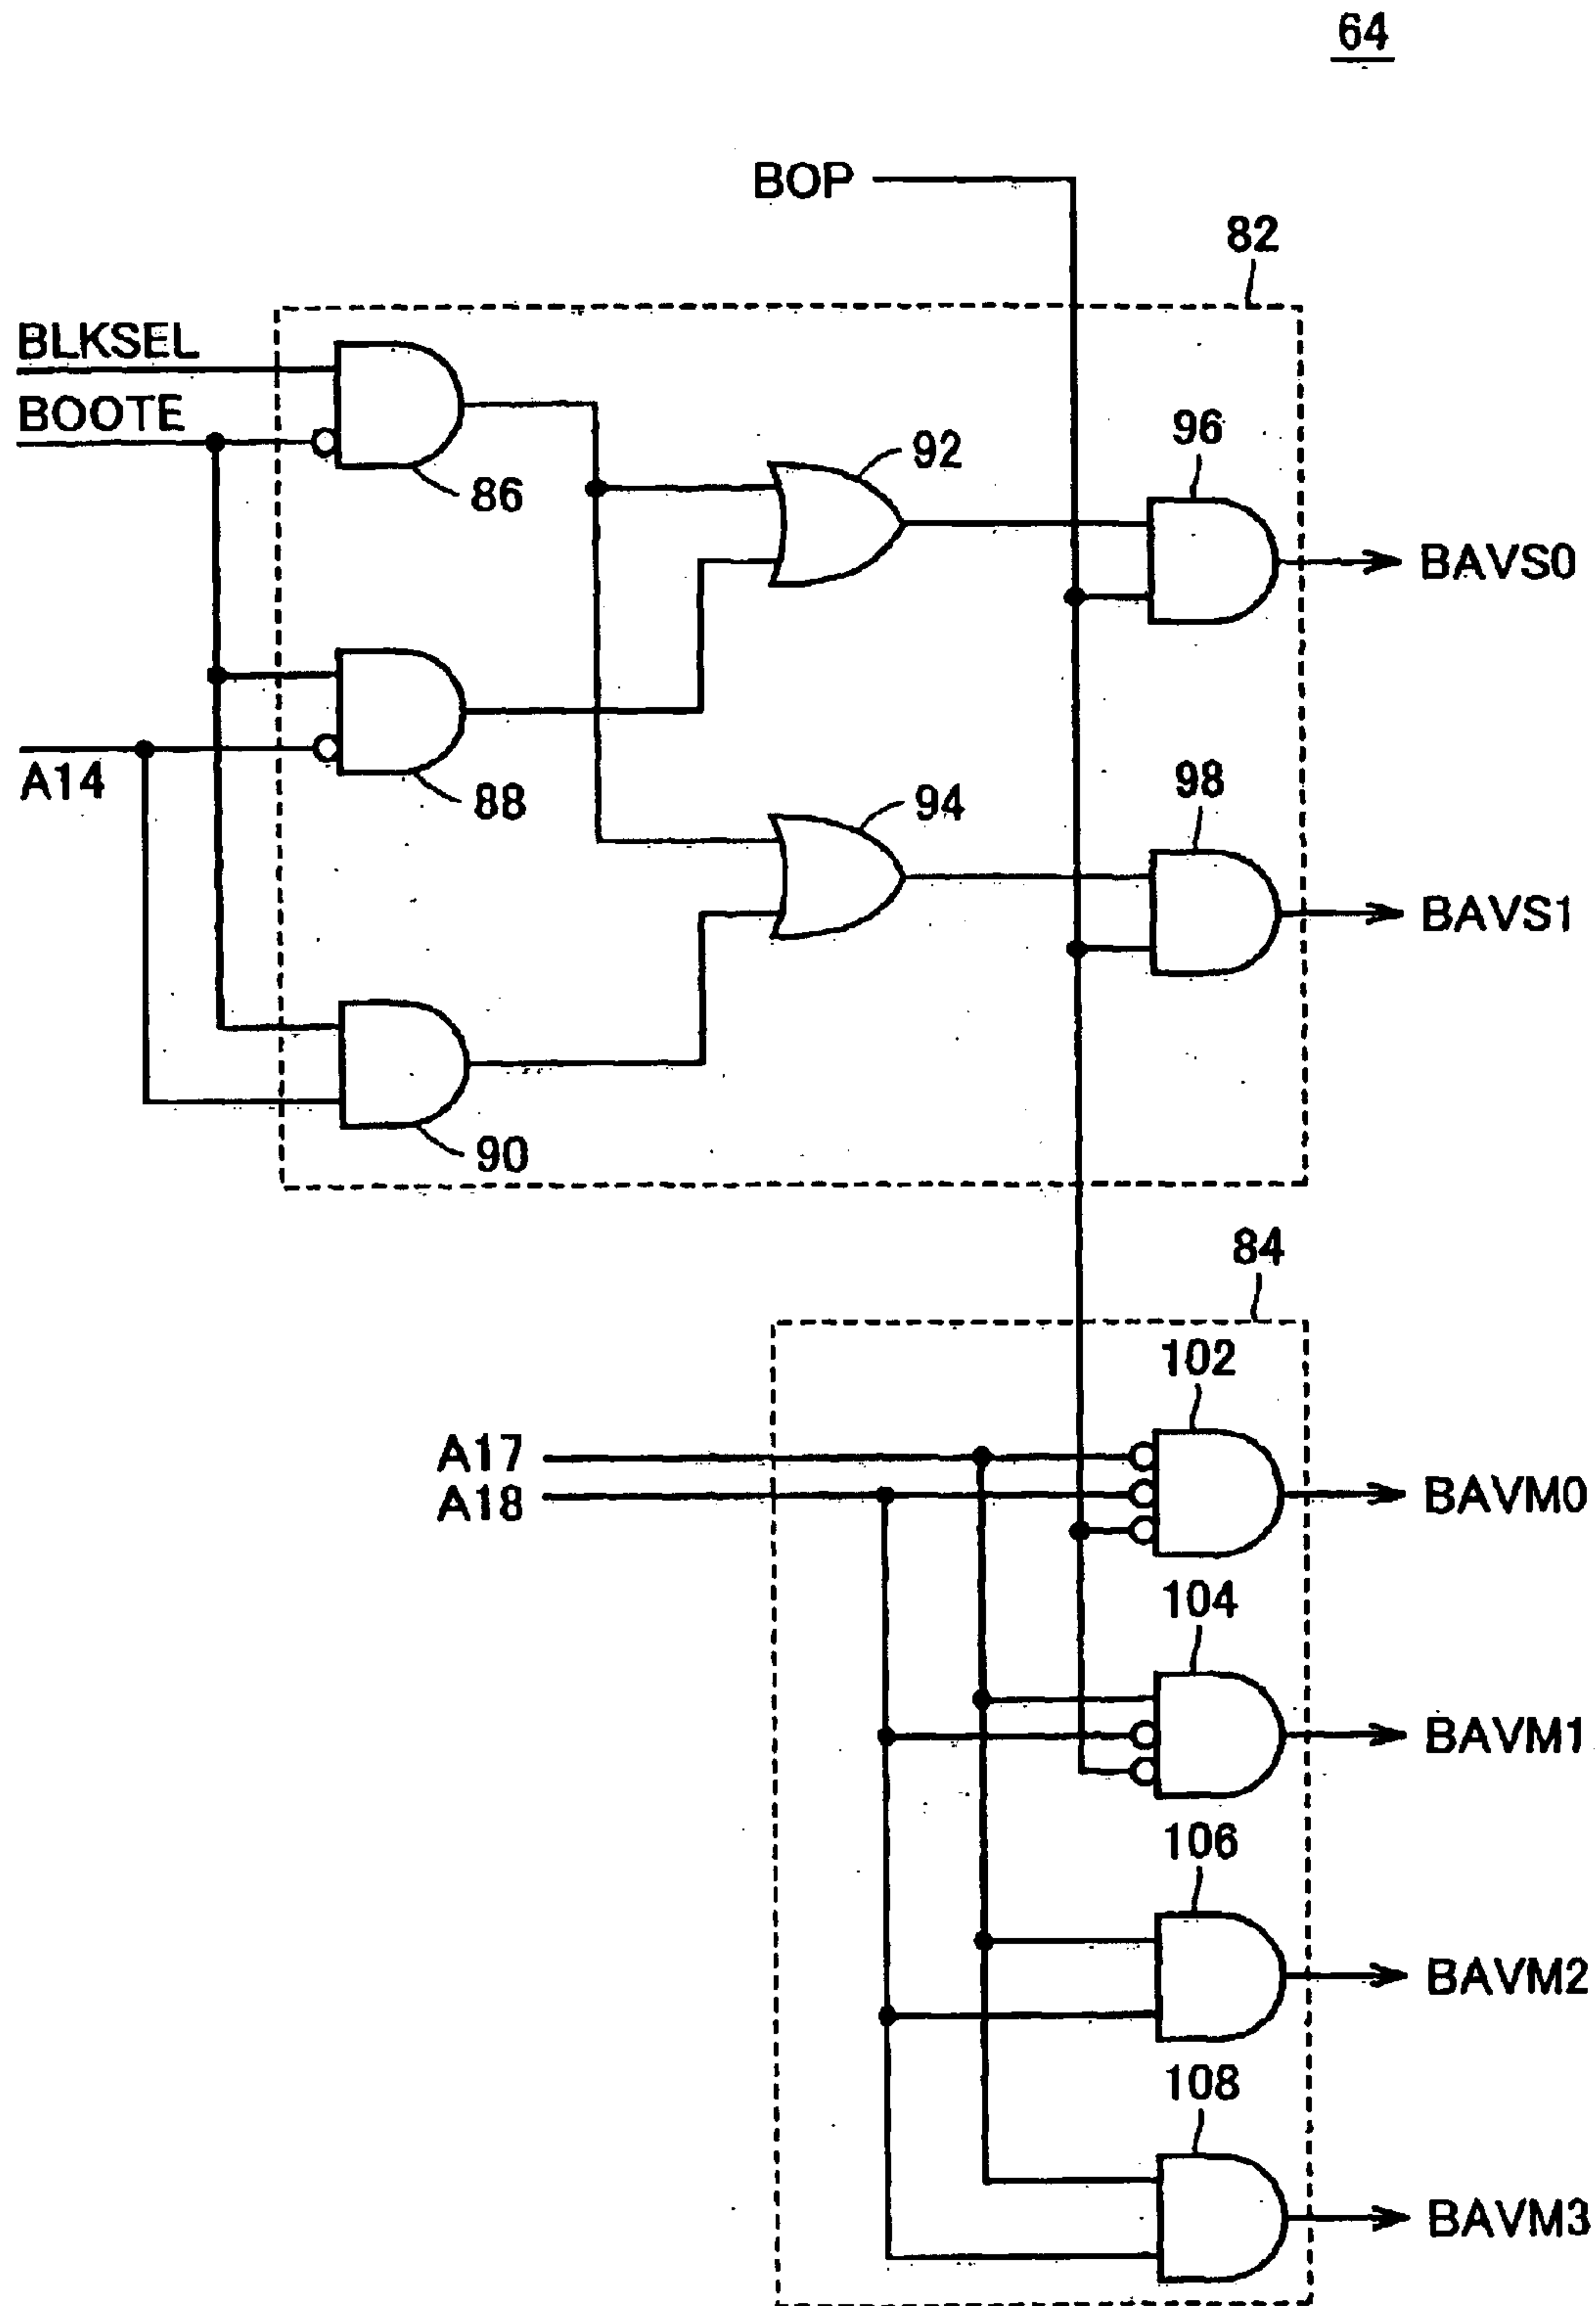 64
BOP
82
BLKSEL
BOOTE
86
92
96
BAVS0
A14
88
94
98
BAVS1
90
84
102
A17
A18
BAVM0
104
BAVM1
106
BAVM2
108
BAVM3